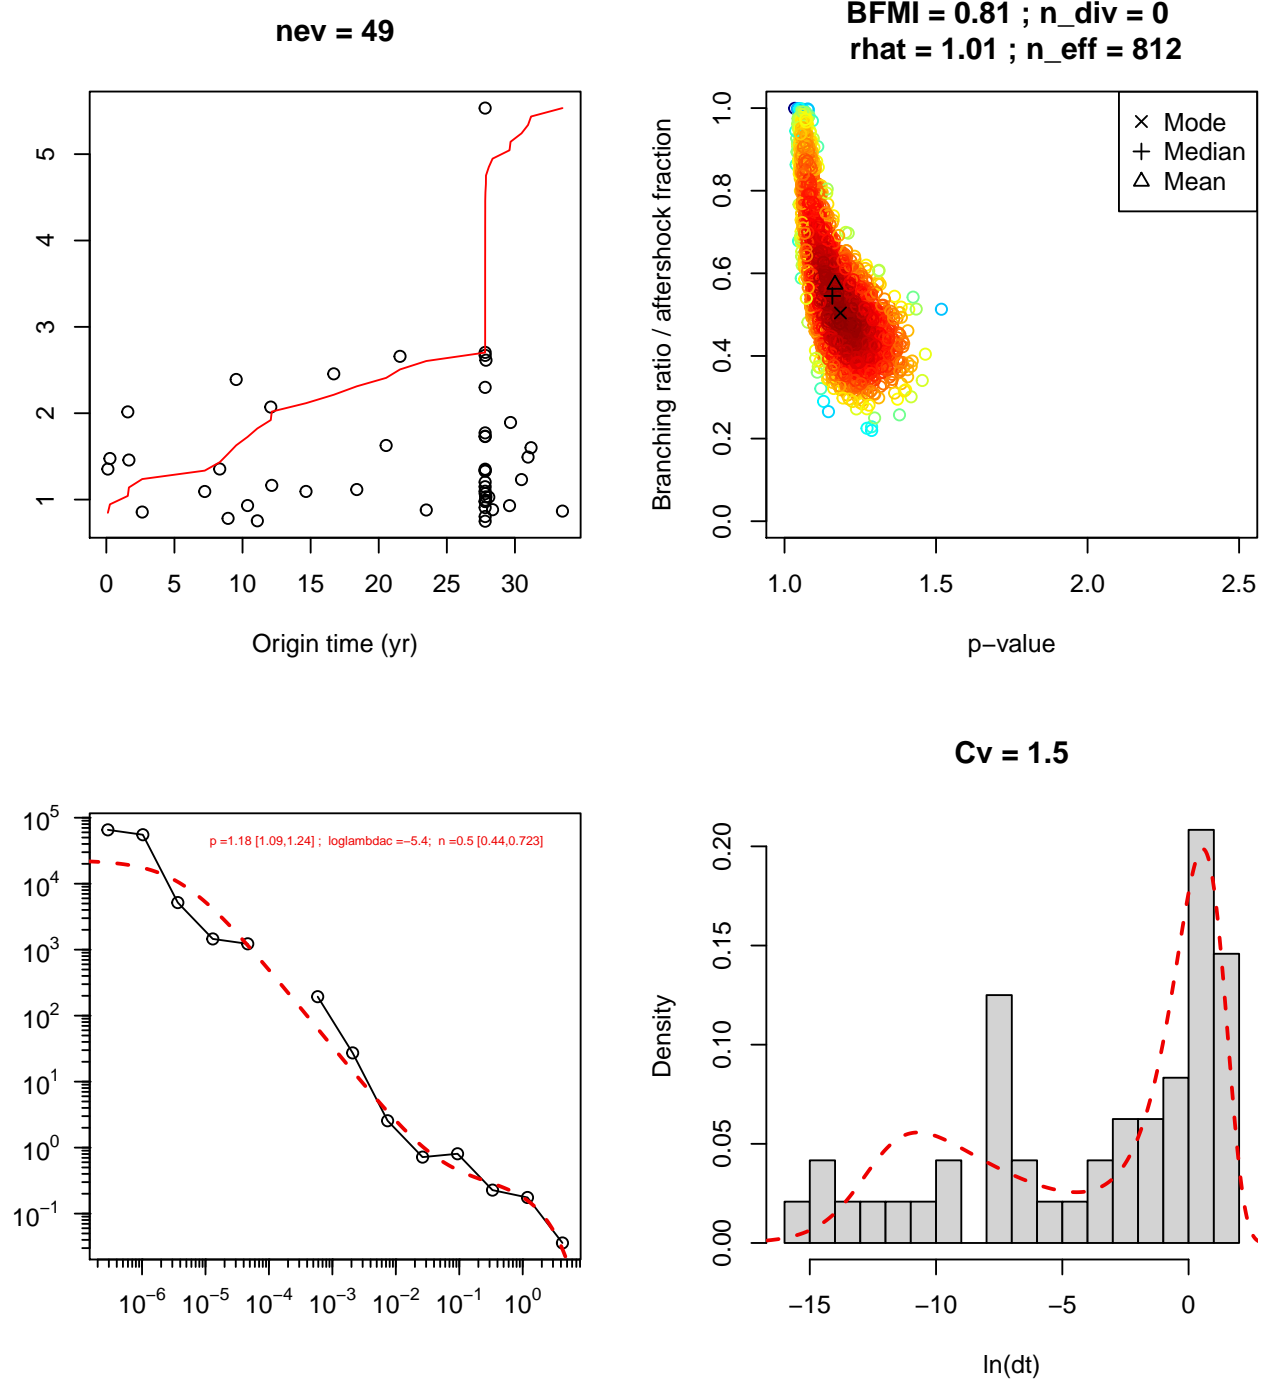 nev = 49
1 2 3 4 5
0 5 10 15 20 25 30
Origin time (yr)
BFMI = 0.81 ; n_div = 0
rhat = 1.01 ; n_eff = 812
Branching ratio / aftershock fraction
0.0 0.2 0.4 0.6 0.8 1.0
Mode
Median
Mean
1.0 1.5 2.0 2.5
p−value
10^5
10^4
10^3
10^2
10^1
10^0
10^−1
p =1.18 [1.09,1.24] ; loglambdac =−5.4; n =0.5 [0.44,0.723]
10^−6 10^−5 10^−4 10^−3 10^−2 10^−1 10^0
Cv = 1.5
Density
0.00 0.05 0.10 0.15 0.20
−15 −10 −5 0
ln(dt)